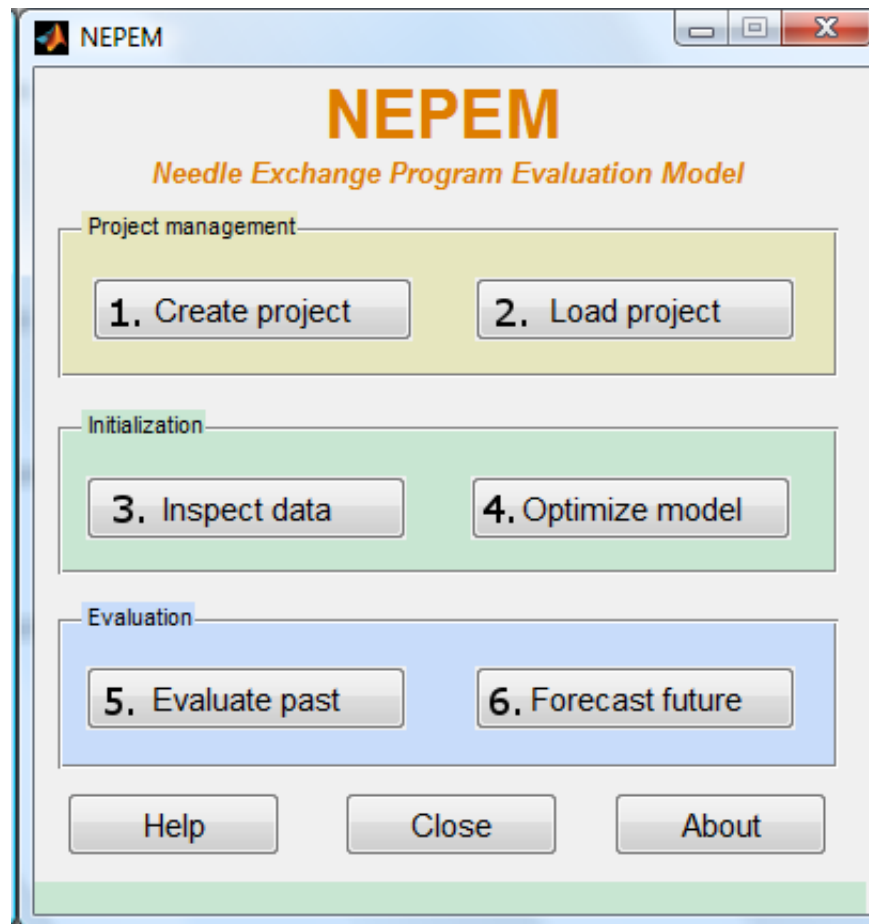 NEPEM
NEPEM
Needle Exchange Program Evaluation Model
Project management
1. Create project
2. Load project
Initialization
3. Inspect data
4. Optimize model
Evaluation
5. Evaluate past
6. Forecast future
Help
Close
About